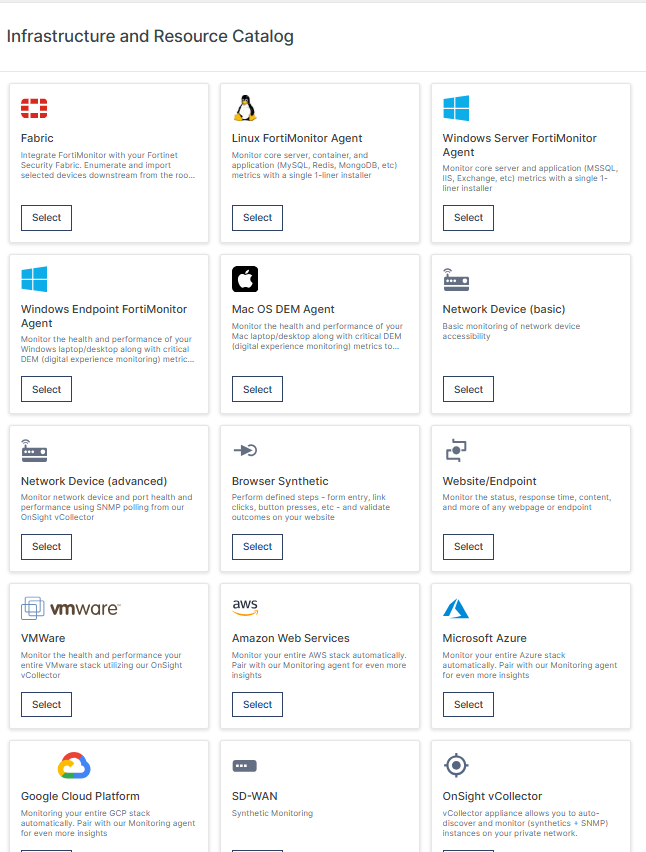 Infrastructure and Resource Catalog
Fabric
Integrate FortiMonitor with your Fortinet
Security Fabric. Enumerate and import
selected devices downstream from the roo...
Select
Linux FortiMonitor Agent
Monitor core server, container, and
application (MySQL, Redis, MongoDB, etc)
metrics with a single 1-liner installer
Select
Windows Server FortiMonitor
Agent
Monitor core server and application (MSSQL,
IIS, Exchange, etc) metrics with a single 1-
liner installer
Select
Windows Endpoint FortiMonitor
Agent
Monitor the health and performance of your
Windows laptop/desktop along with critical
DEM (digital experience monitoring) metric...
Select
Mac OS DEM Agent
Monitor the health and performance of your
Mac laptop/desktop along with critical DEM
(digital experience monitoring) metrics to...
Select
Network Device (basic)
Basic monitoring of network device
accessibility
Select
Network Device (advanced)
Monitor network device and port health and
performance using SNMP polling from our
OnSight vCollector
Select
Browser Synthetic
Perform defined steps - form entry, link
clicks, button presses, etc - and validate
outcomes on your website
Select
Website/Endpoint
Monitor the status, response time, content,
and more of any webpage or endpoint
Select
vmware
VMWare
Monitor the health and performance your
entire VMware stack utilizing our OnSight
vCollector
Select
aws
Amazon Web Services
Monitor your entire AWS stack automatically.
Pair with our Monitoring agent for even more
insights
Select
Microsoft Azure
Monitor your entire Azure stack
automatically. Pair with our Monitoring agent
for even more insights
Select
Google Cloud Platform
Monitoring your entire GCP stack
automatically. Pair with our Monitoring agent
for even more insights
SD-WAN
Synthetic Monitoring
OnSight vCollector
vCollector appliance allows you to auto-
discover and monitor (synthetics + SNMP)
instances on your private network.